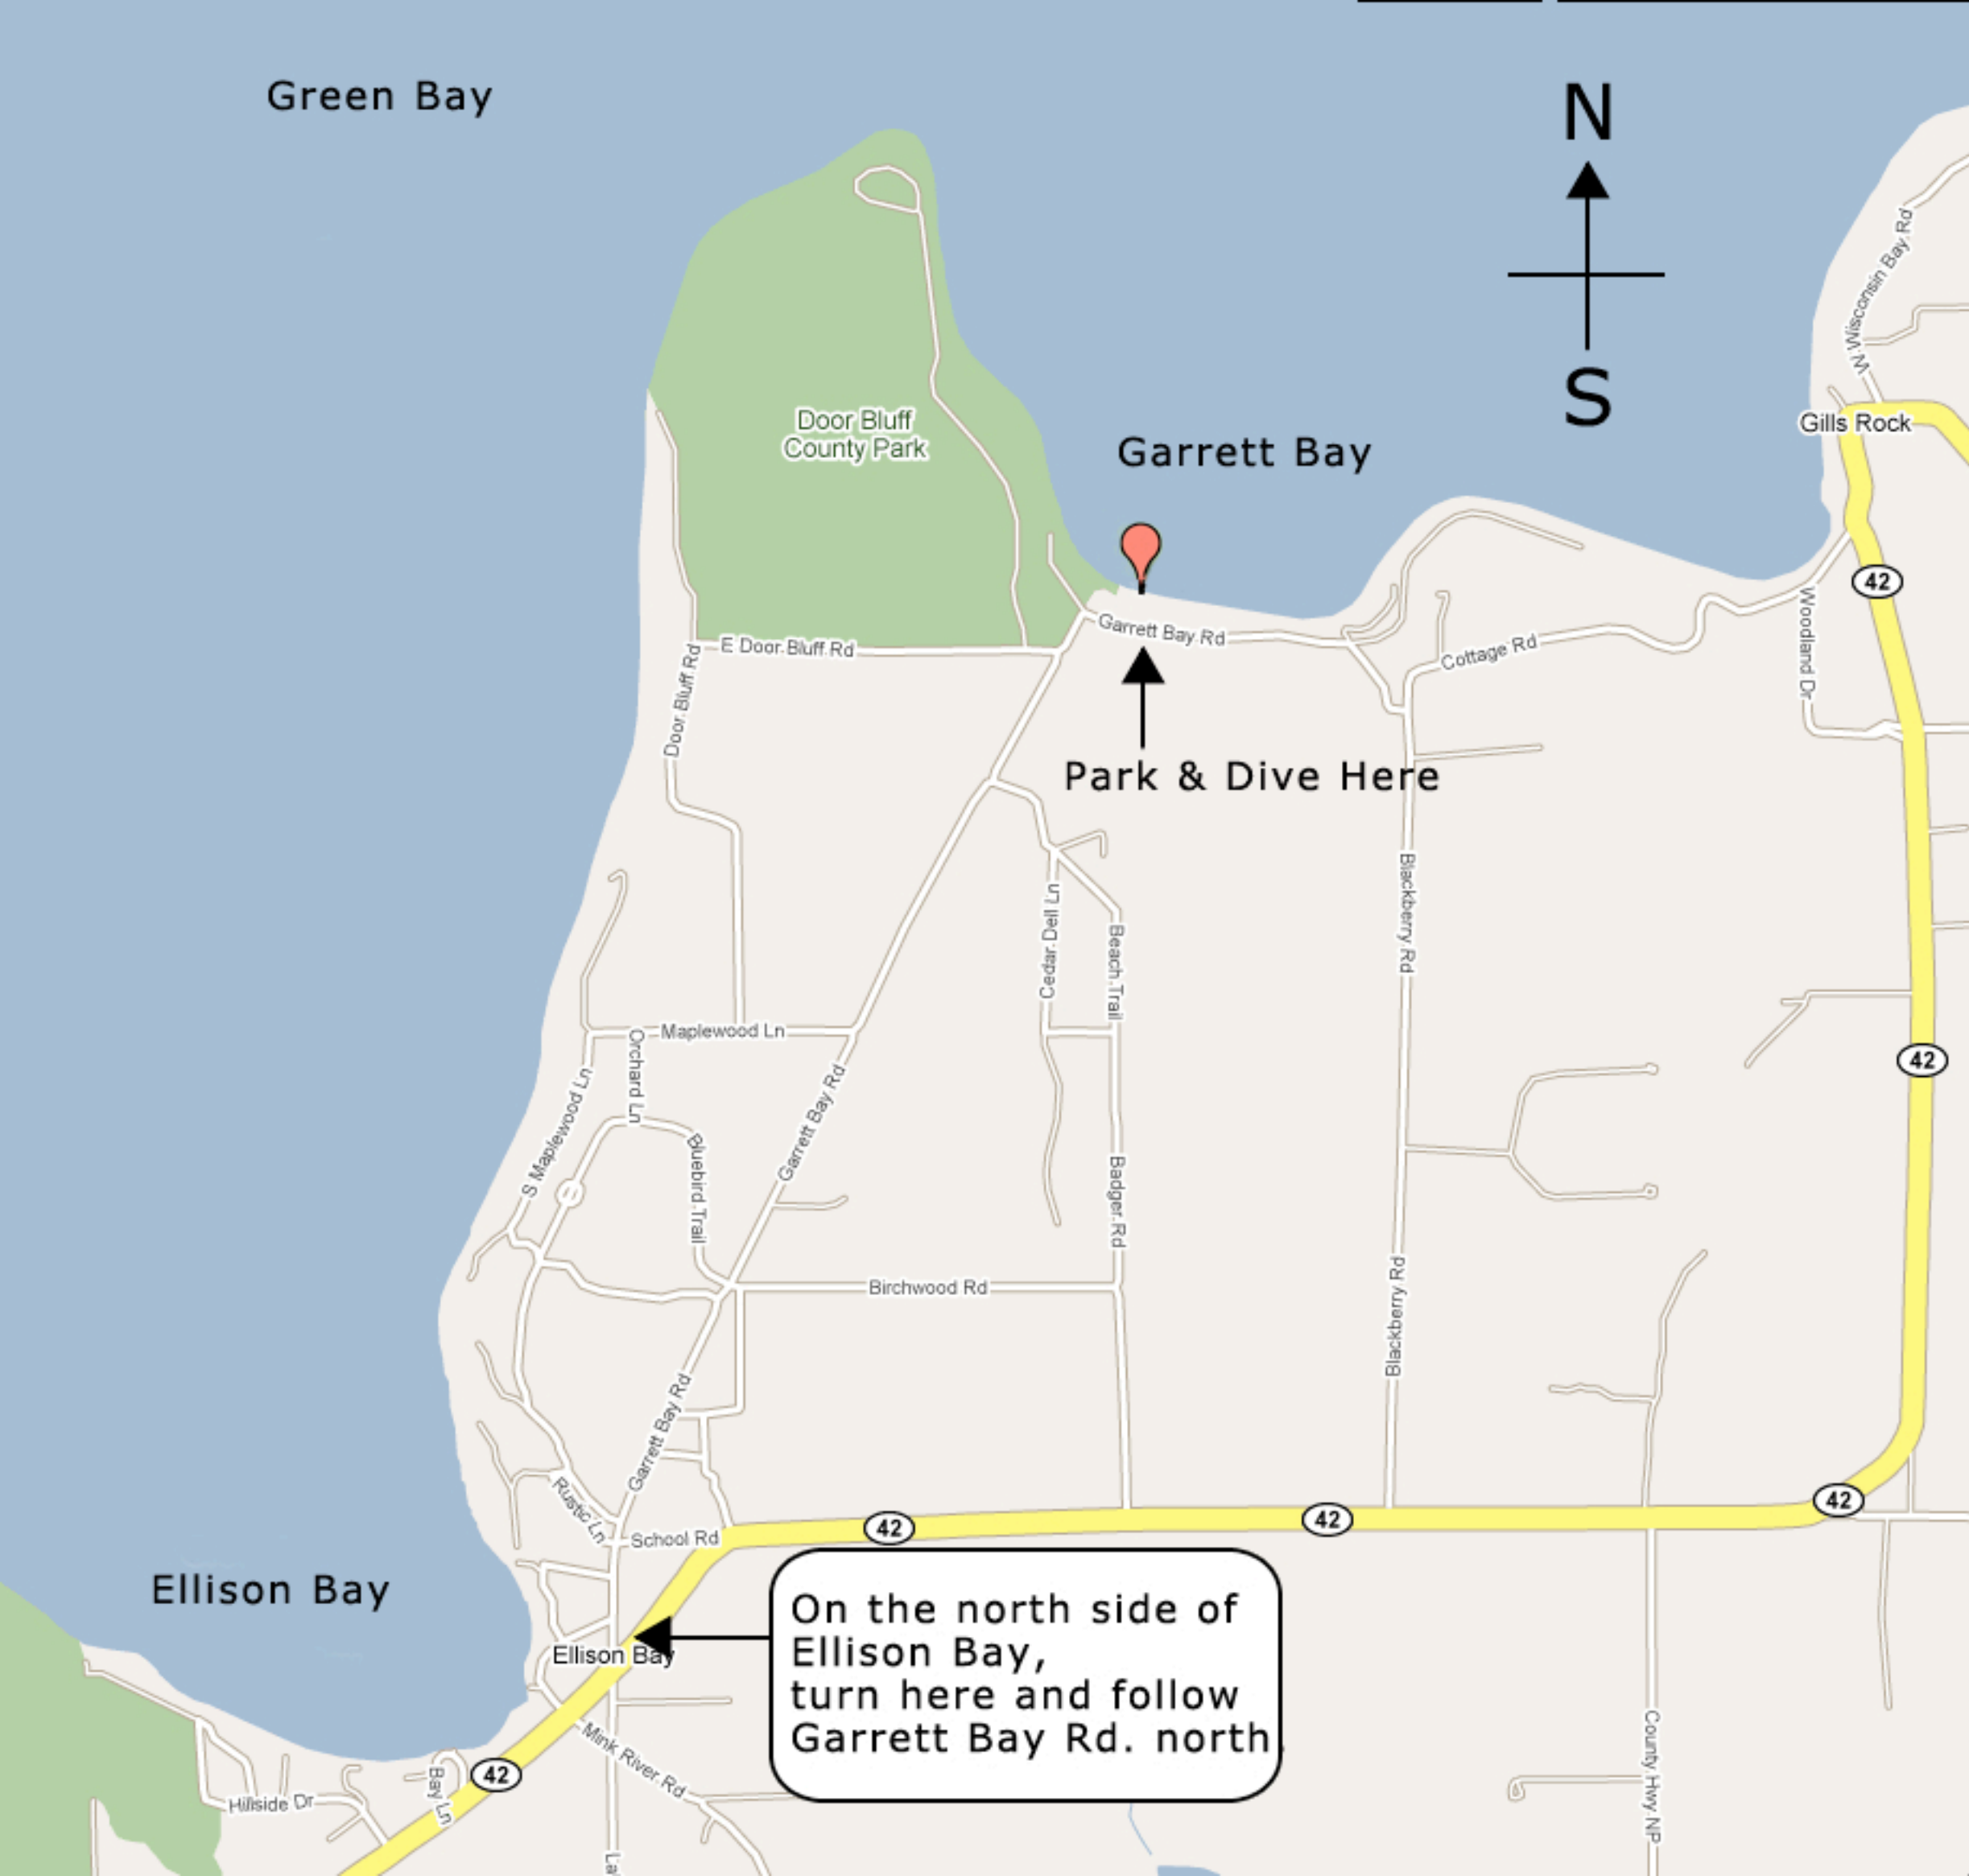 Green Bay
N
S
N Wisconsin Bay Rd
Gills Rock
Door Bluff
County Park
Garrett Bay
42
Garrett Bay Rd
E Door Bluff Rd
Door Bluff Rd
Cottage Rd
Woodland Dr
Park & Dive Here
Blackberry Rd
Cedar Dell Ln
Beach Trail
Maplewood Ln
Orchard Ln
42
S Maplewood Ln
Garrett Bay Rd
Bluebird Trail
Badger Rd
Birchwood Rd
Blackberry Rd
Garrett Bay Rd
Rustic Ln
School Rd
42
42
42
Ellison Bay
On the north side of
Ellison Bay,
turn here and follow
Garrett Bay Rd. north.
Ellison Bay
Mink River Rd
42
Bay Ln
Hillside Dr
County Hwy NP